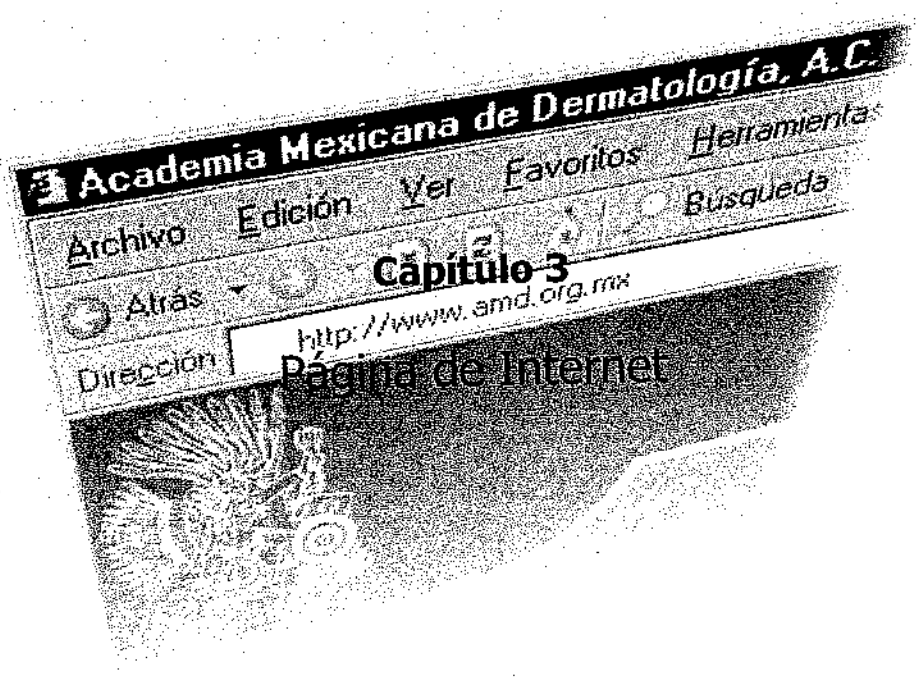 Academia Mexicana de Dermatología, A.C.
Archivo Edición Ver Favoritos Herramientas
Atrás Búsqueda
Capítulo 3
Dirección http://www.amd.org.mx
Página de Internet